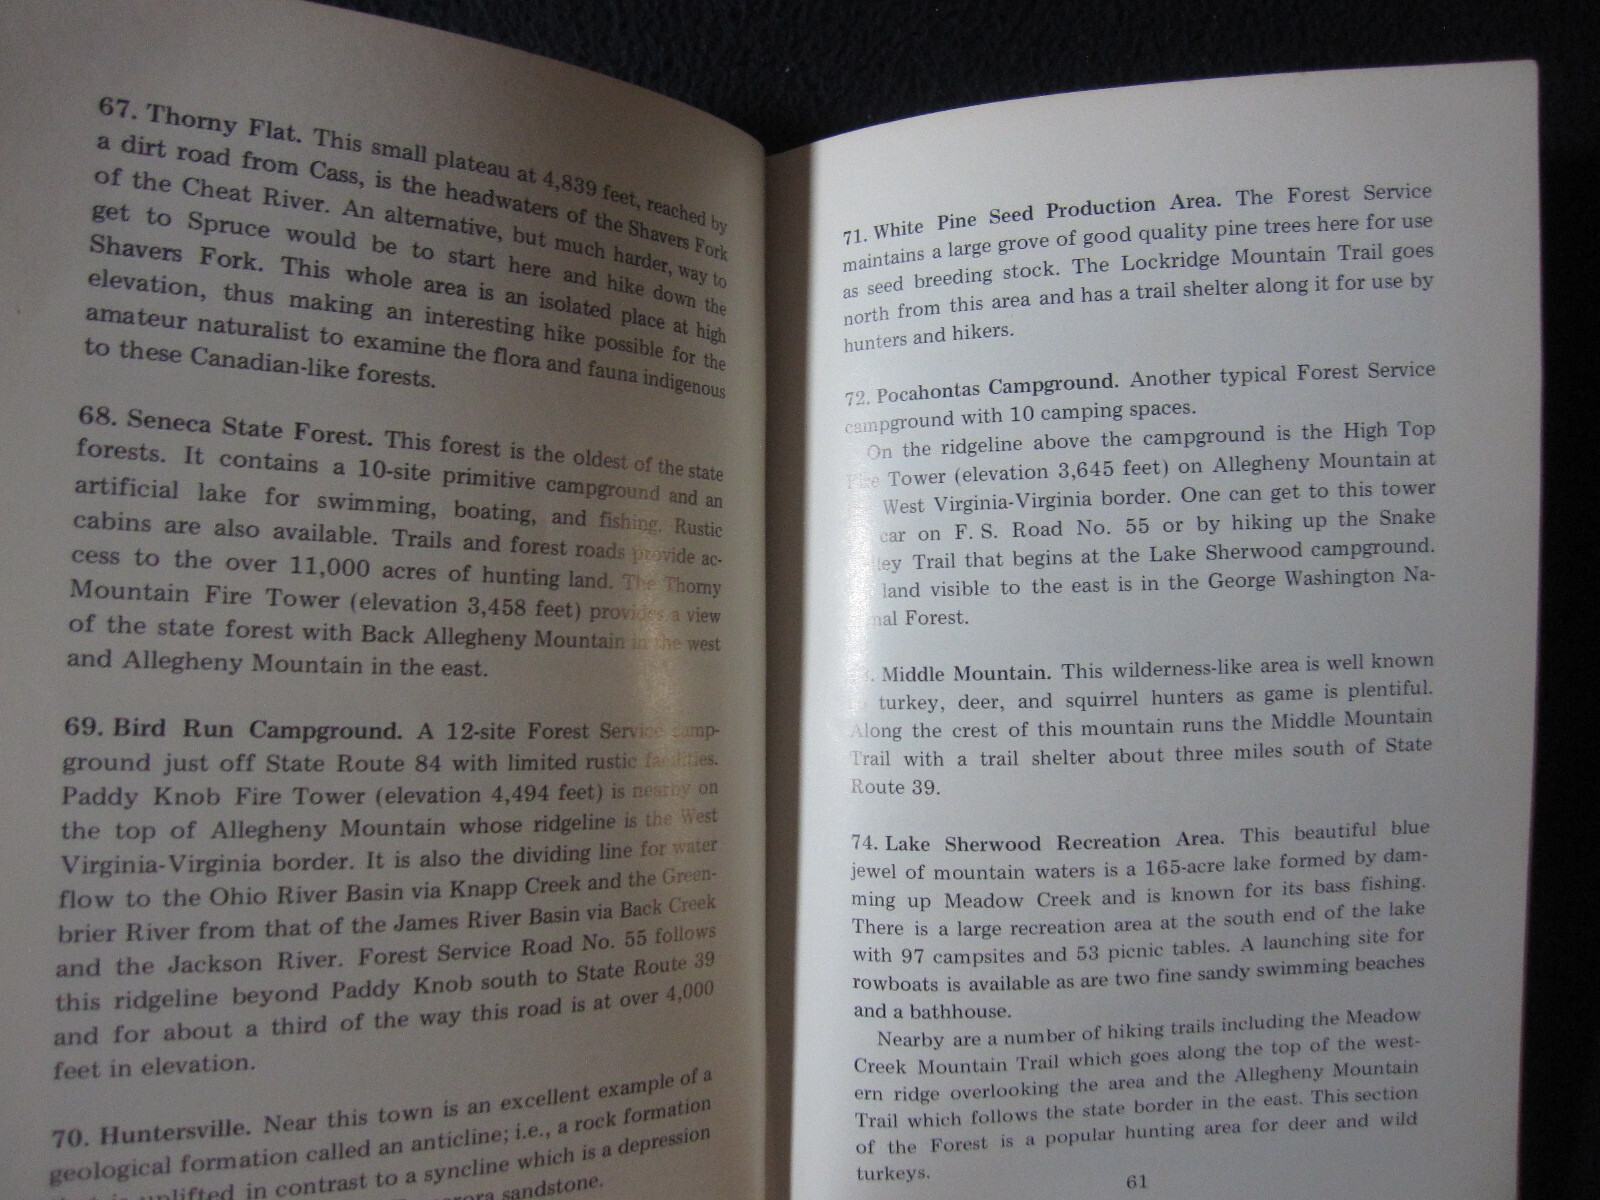 67. Thorny Flat. This small plateau at 4,839 feet, reached by
a dirt road from Cass, is the headwaters of the Shavers Fork
of the Cheat River. An alternative, but much harder, way to
get to Spruce would be to start here and hike down the
Shavers Fork. This whole area is an isolated place at high
elevation, thus making an interesting hike possible for the
amateur naturalist to examine the flora and fauna indigenous
to these Canadian-like forests.
68. Seneca State Forest. This forest is the oldest of the state
forests. It contains a 10-site primitive campground and an
artificial lake for swimming, boating, and fishing. Rustic
cabins are also available. Trails and forest roads provide ac-
cess to the over 11,000 acres of hunting land. The Thorny
Mountain Fire Tower (elevation 3,458 feet) provides a view
of the state forest with Back Allegheny Mountain in the west
and Allegheny Mountain in the east.
69. Bird Run Campground. A 12-site Forest Service camp-
ground just off State Route 84 with limited rustic facilities.
Paddy Knob Fire Tower (elevation 4,494 feet) is nearby on
the top of Allegheny Mountain whose ridgeline is the West
Virginia-Virginia border. It is also the dividing line for water
flow to the Ohio River Basin via Knapp Creek and the Green-
brier River from that of the James River Basin via Back Creek
and the Jackson River. Forest Service Road No. 55 follows
this ridgeline beyond Paddy Knob south to State Route 39
and for about a third of the way this road is at over 4,000
feet in elevation.
70. Huntersville. Near this town is an excellent example of a
geological formation called an anticline; i.e., a rock formation
uplifted in contrast to a syncline which is a depression
sandstone.
71. White Pine Seed Production Area. The Forest Service
maintains a large grove of good quality pine trees here for use
as seed breeding stock. The Lockridge Mountain Trail goes
north from this area and has a trail shelter along it for use by
hunters and hikers.
72. Pocahontas Campground. Another typical Forest Service
campground with 10 camping spaces.
On the ridgeline above the campground is the High Top
Fire Tower (elevation 3,645 feet) on Allegheny Mountain at
West Virginia-Virginia border. One can get to this tower
car on F. S. Road No. 55 or by hiking up the Snake
ley Trail that begins at the Lake Sherwood campground.
land visible to the east is in the George Washington Na-
nal Forest.
. Middle Mountain. This wilderness-like area is well known
turkey, deer, and squirrel hunters as game is plentiful.
Along the crest of this mountain runs the Middle Mountain
Trail with a trail shelter about three miles south of State
Route 39.
74. Lake Sherwood Recreation Area. This beautiful blue
jewel of mountain waters is a 165-acre lake formed by dam-
ming up Meadow Creek and is known for its bass fishing.
There is a large recreation area at the south end of the lake
with 97 campsites and 53 picnic tables. A launching site for
rowboats is available as are two fine sandy swimming beaches
and a bathhouse.
Nearby are a number of hiking trails including the Meadow
Creek Mountain Trail which goes along the top of the west-
ern ridge overlooking the area and the Allegheny Mountain
Trail which follows the state border in the east. This section
of the Forest is a popular hunting area for deer and wild
turkeys.
61